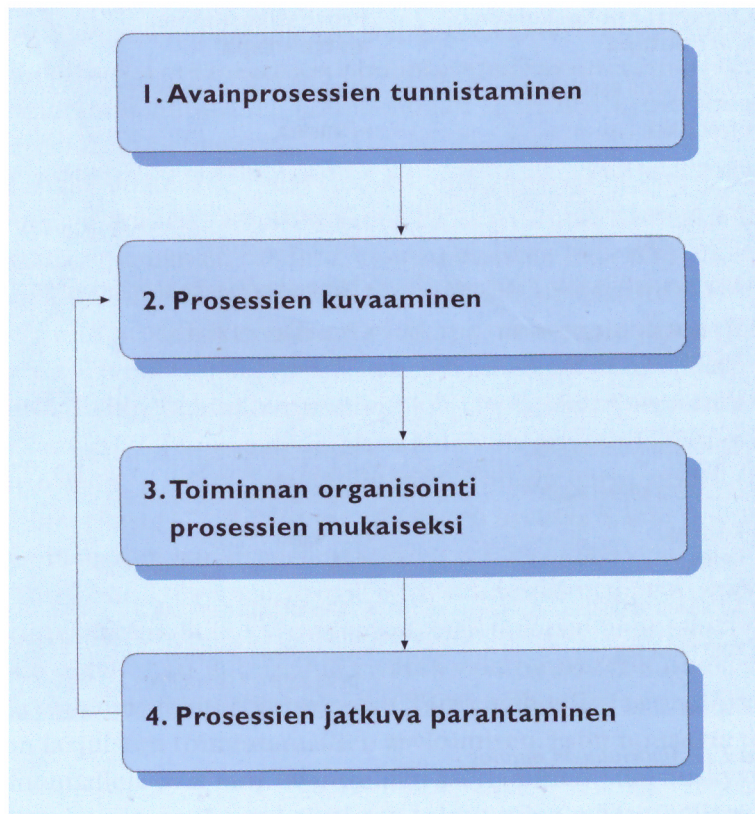 1. Avainprosessien tunnistaminen
2. Prosessien kuvaaminen
3. Toiminnan organisointi
prosessien mukaiseksi
4. Prosessien jatkuva parantaminen